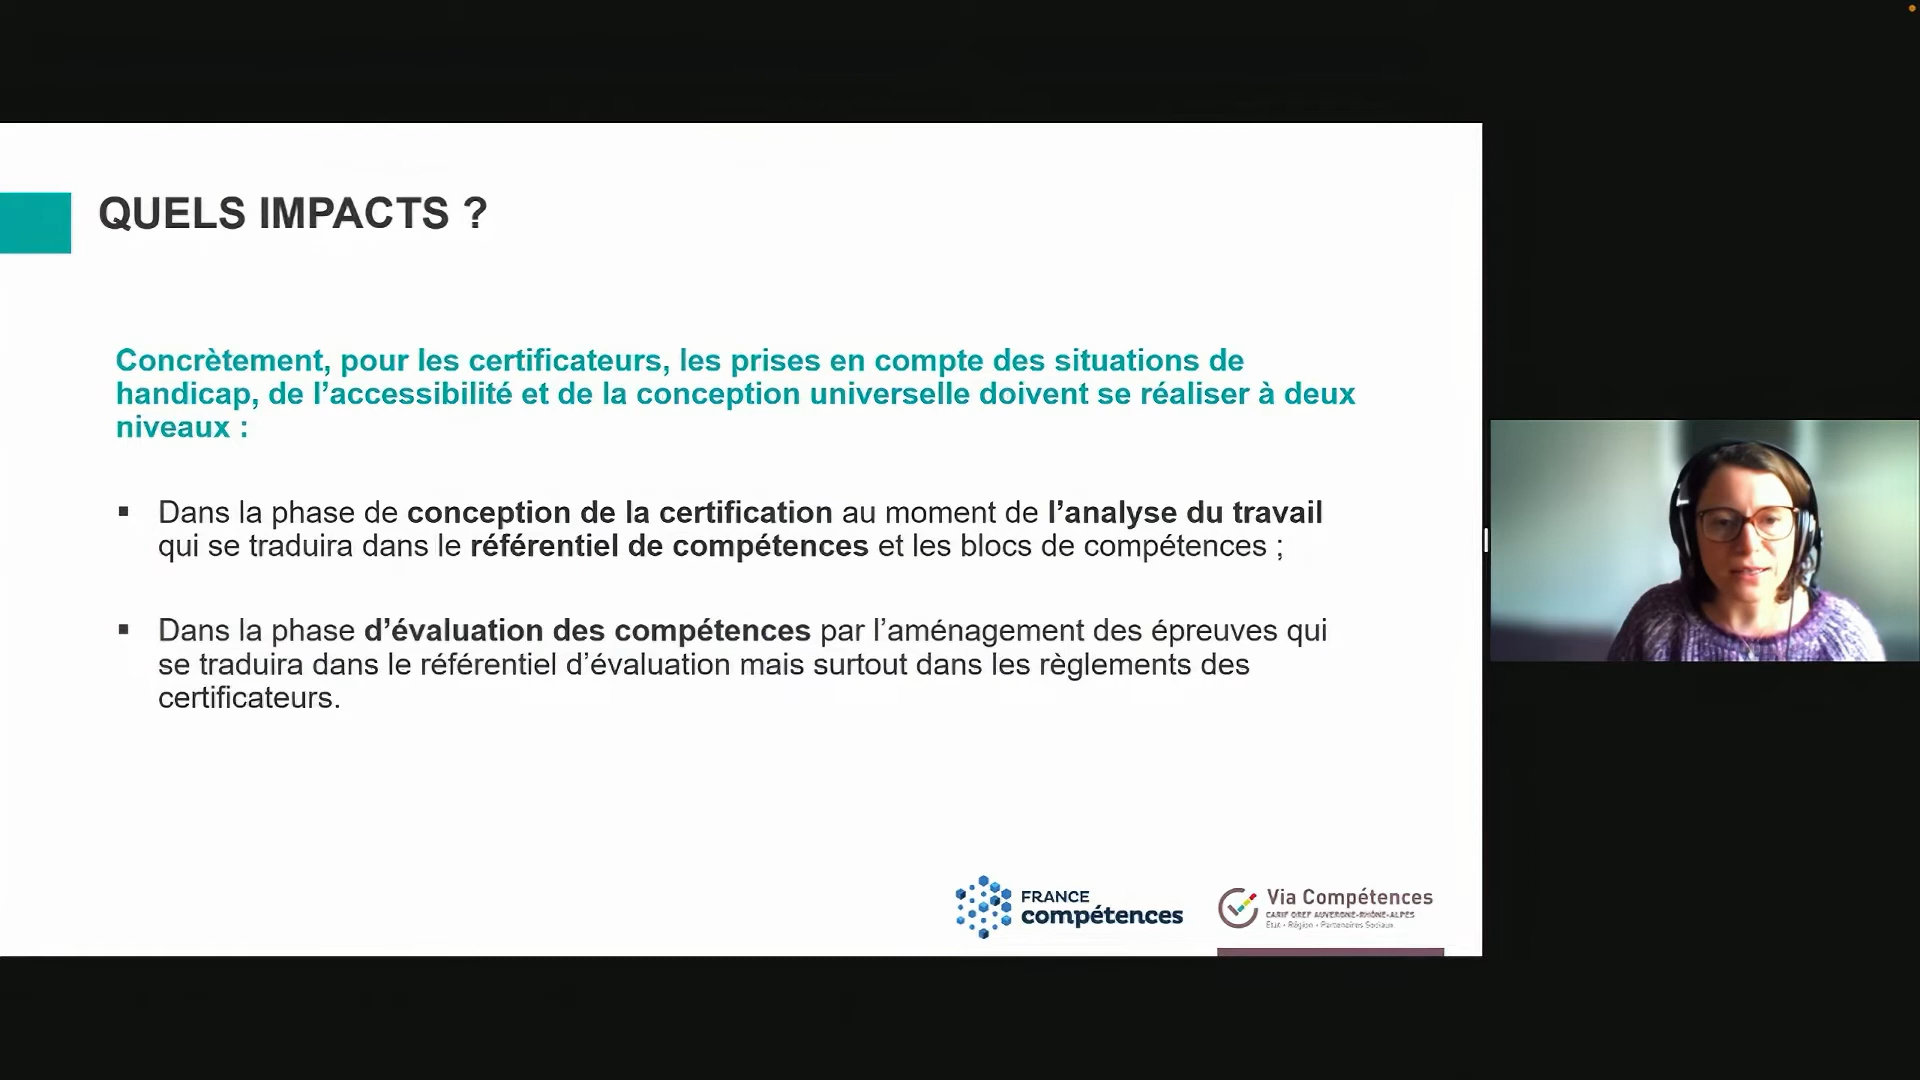 QUELS IMPACTS ?
Concrètement, pour les certificateurs, les prises en compte des situations de
handicap, de l’accessibilité et de la conception universelle doivent se réaliser à deux
niveaux :
▪ Dans la phase de conception de la certification au moment de l’analyse du travail
qui se traduira dans le référentiel de compétences et les blocs de compétences ;
▪ Dans la phase d’évaluation des compétences par l’aménagement des épreuves qui
se traduira dans le référentiel d’évaluation mais surtout dans les règlements des
certificateurs.
FRANCE
compétences
Via Compétences
CARIF OREF AUVERGNE-RHÔNE-ALPES
État • Région • Partenaires Sociaux